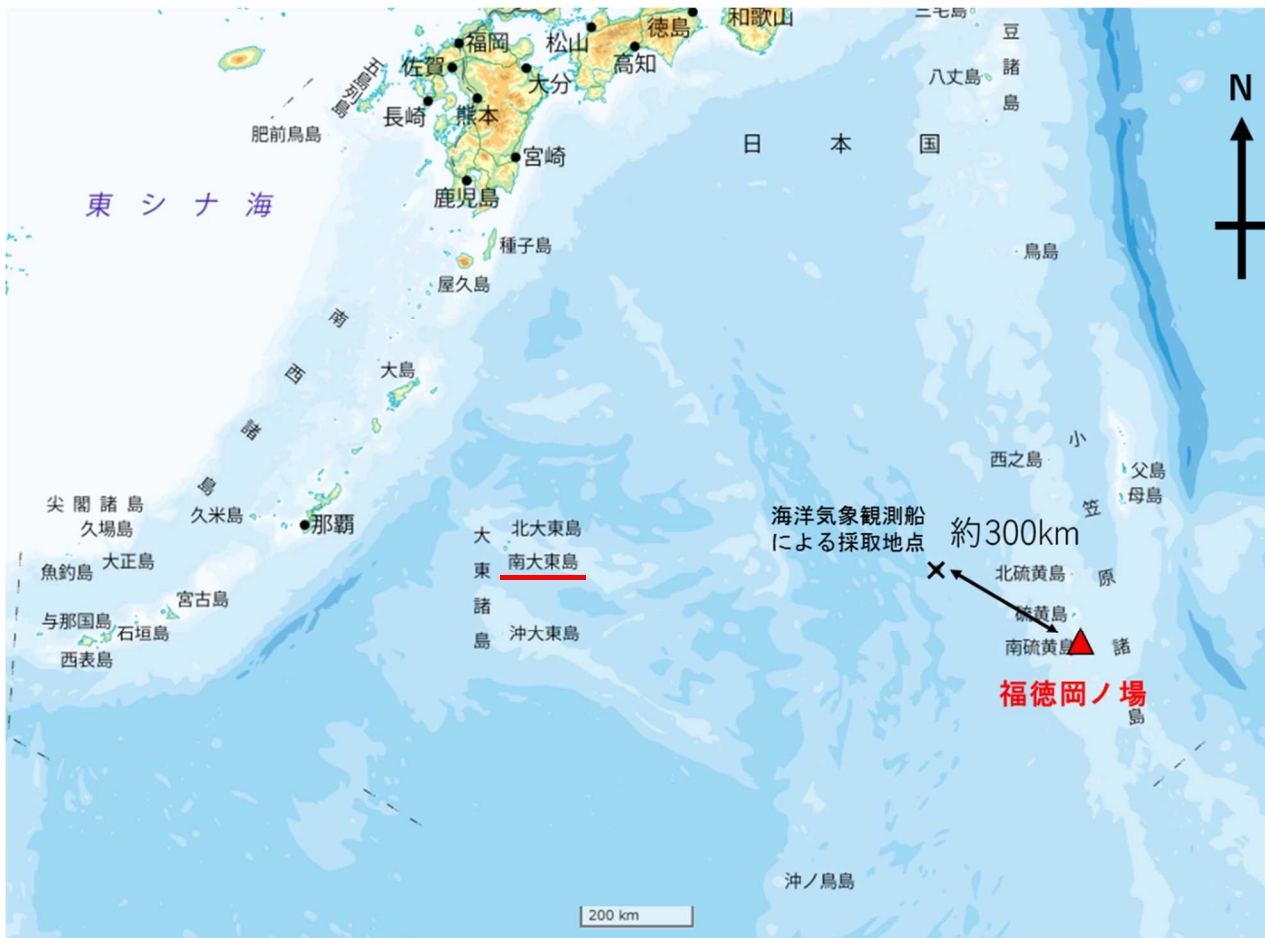 和歌山
徳島
松山
高知
福岡
佐賀
大分
五島列島
長崎
熊本
肥前鳥島
宮崎
鹿児島
東シナ海
種子島
屋久島
三宅島
豆諸島
八丈島
日本国
N
鳥島
南西諸島
大島
久米島
那覇
尖閣諸島
久場島
大正島
魚釣島
宮古島
与那国島
石垣島
西表島
大東諸島
北大東島
南大東島
沖大東島
海洋気象観測船
による採取地点
約300km
西之島
小笠原諸島
父島
母島
北硫黄島
硫黄島
南硫黄島
福徳岡ノ場
沖ノ鳥島
200 km